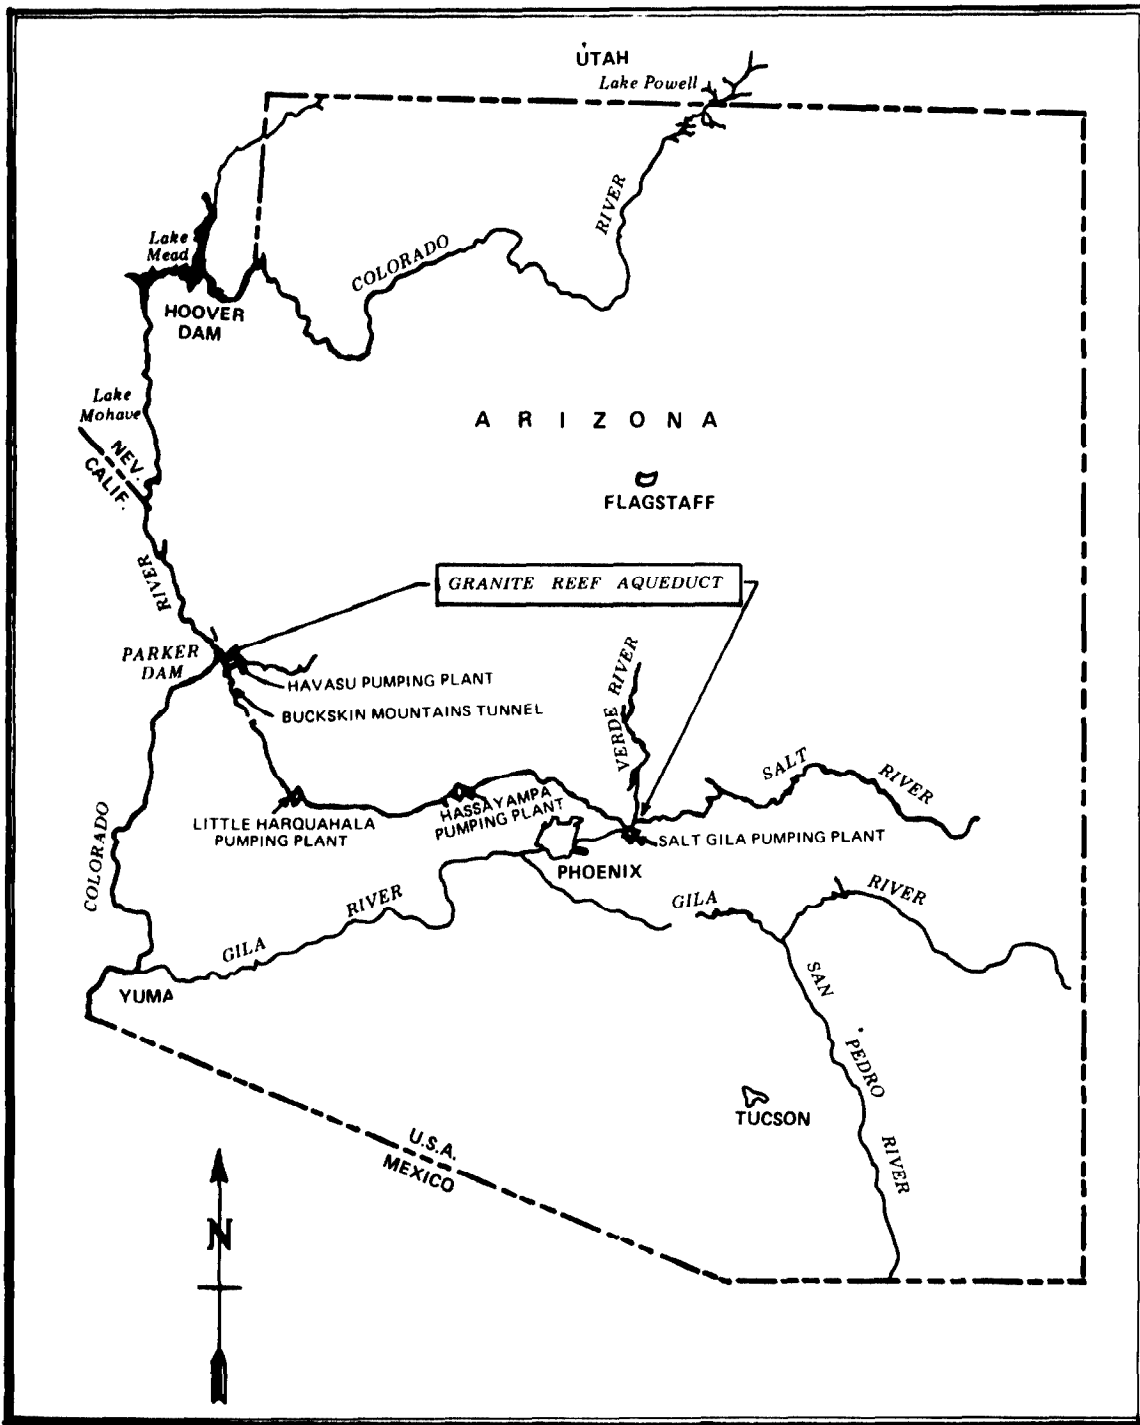 UTAH
Lake Powell
RIVER
COLORADO
Lake
Mead
HOOVER
DAM
Lake
Mohave
NEV.
CALIF.
ARIZONA
FLAGSTAFF
GRANITE REEF AQUEDUCT
RIVER
PARKER
DAM
HAVASU PUMPING PLANT
BUCKSKIN MOUNTAINS TUNNEL
VERDE RIVER
SALT
RIVER
HASSAYAMPA
PUMPING PLANT
LITTLE HARQUAHALA
PUMPING PLANT
SALT GILA PUMPING PLANT
PHOENIX
COLORADO
GILA
RIVER
GILA
RIVER
YUMA
SAN
PEDRO
RIVER
TUCSON
U.S.A.
MEXICO
N